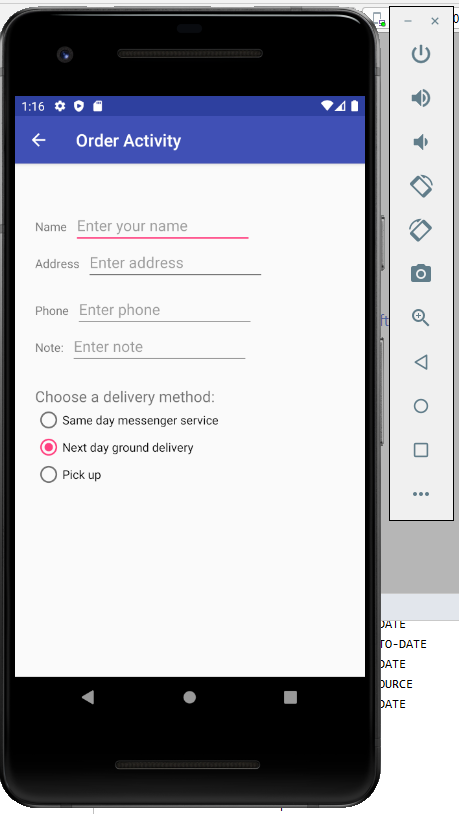 1:16
Order Activity
Name Enter your name
Address Enter address
Phone Enter phone
Note: Enter note
Choose a delivery method:
Same day messenger service
Next day ground delivery
Pick up
DATE
TO-DATE
DATE
OURCE
DATE